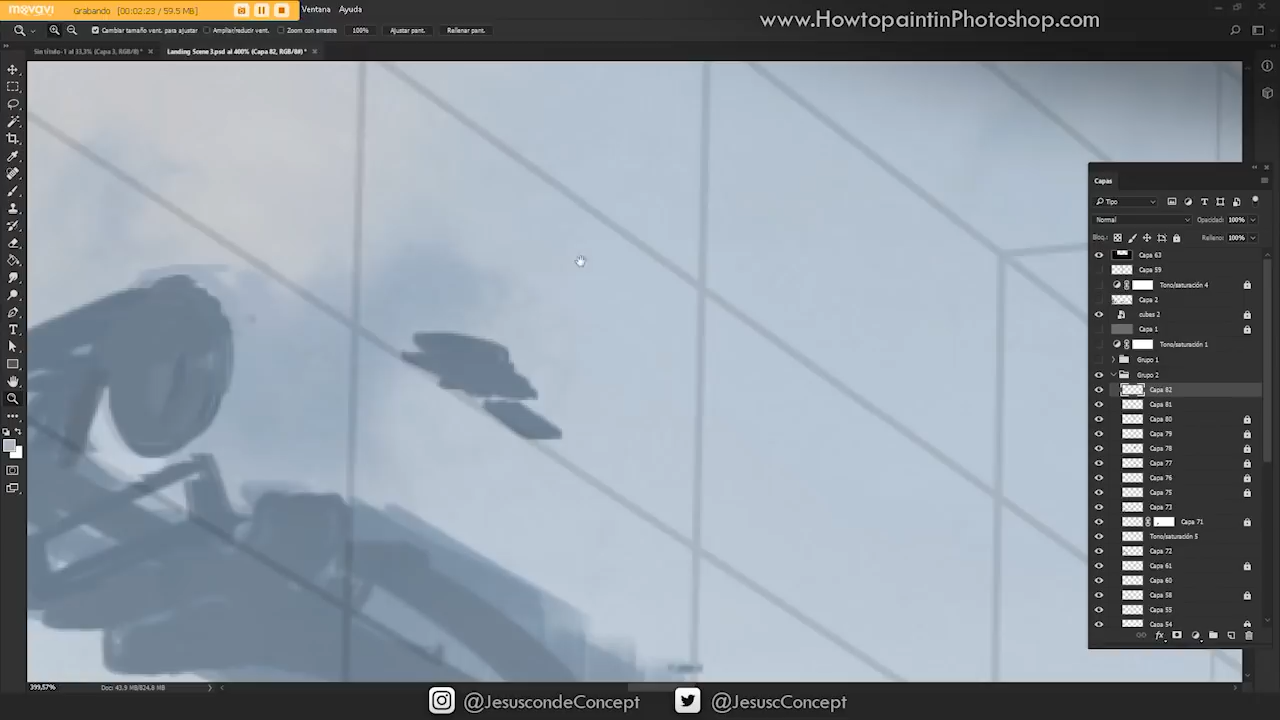 movavi
Grabando [00:02:23 / 59.5 MB]
Ventana Ayuda
www.HowtopaintinPhotoshop.com
Cambiar tamaño vent. para ajustar
Ampliar/reducir vent.
Zoom con arrastre
100%
Ajustar pant.
Rellenar pant.
Sin título-1 al 33,3% (Capa 3, RGB/8#) *
Landing Scene 3.psd al 400% (Capa 82, RGB/8#) *
Capas
Tipo
Normal
Opacidad: 100%
Bloq.:
Relleno: 100%
Capa 63
Capa 59
Tono/saturación 4
Capa 2
cubes 2
Capa 1
Tono/saturación 1
Grupo 1
Grupo 2
Capa 82
Capa 81
Capa 80
Capa 79
Capa 78
Capa 77
Capa 76
Capa 75
Capa 73
Capa 71
Tono/saturación 5
Capa 72
Capa 61
Capa 60
Capa 58
Capa 55
Capa 54
399,57%
Doc: 43.9 MB/824.8 MB
@JesuscondeConcept
@JesuscConcept